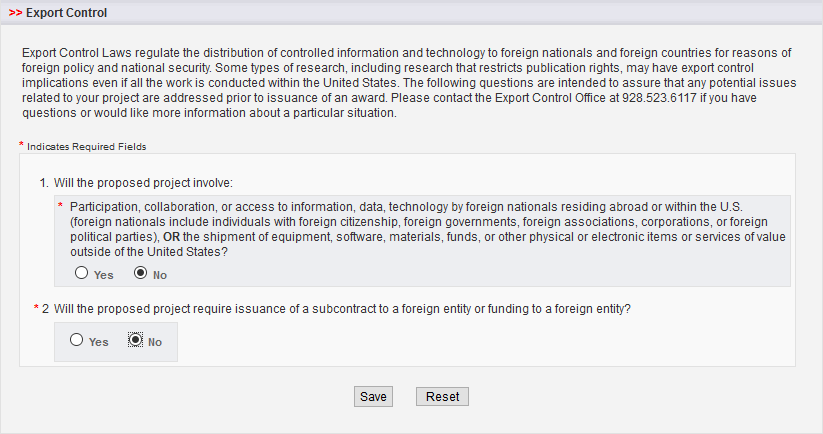 >> Export Control
Export Control Laws regulate the distribution of controlled information and technology to foreign nationals and foreign countries for reasons of
foreign policy and national security. Some types of research, including research that restricts publication rights, may have export control
implications even if all the work is conducted within the United States. The following questions are intended to assure that any potential issues
related to your project are addressed prior to issuance of an award. Please contact the Export Control Office at 928.523.6117 if you have
questions or would like more information about a particular situation.
* Indicates Required Fields
1. Will the proposed project involve:
* Participation, collaboration, or access to information, data, technology by foreign nationals residing abroad or within the U.S.
(foreign nationals include individuals with foreign citizenship, foreign governments, foreign associations, corporations, or foreign
political parties), OR the shipment of equipment, software, materials, funds, or other physical or electronic items or services of value
outside of the United States?
Yes No
* 2 Will the proposed project require issuance of a subcontract to a foreign entity or funding to a foreign entity?
Yes No
Save Reset